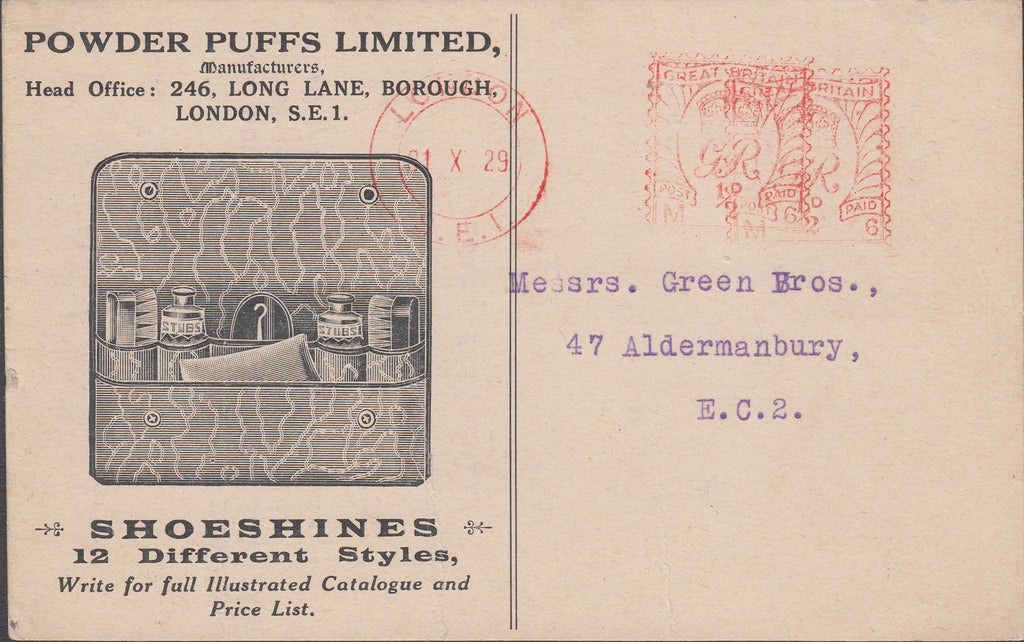 POWDER PUFFS LIMITED,
Manufacturers,
Head Office: 246, LONG LANE, BOROUGH,
LONDON, S.E.1.
LONDON
X 29
S.E.1
GREAT BRITAIN GREAT BRITAIN
GR R
POST PAID PAID
M 6 M 6
STUBS STUBS
Messrs. Green Bros.,
47 Aldermanbury,
E.C.2.
SHOESHINES
12 Different Styles,
Write for full Illustrated Catalogue and
Price List.